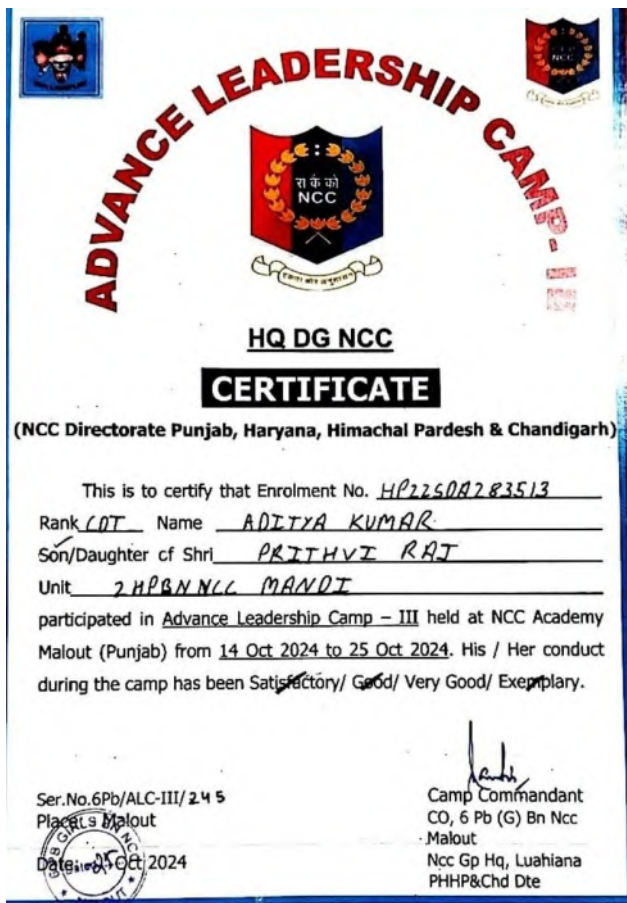 ADVANCE LEADERSHIP CAMP- III
NCC
रा कै को
NCC
एकता और अनुशासन
HQ DG NCC
CERTIFICATE
(NCC Directorate Punjab, Haryana, Himachal Pardesh & Chandigarh)
This is to certify that Enrolment No. HP22SDA283513
Rank CDT Name ADITYA KUMAR
Son/Daughter of Shri PRITHVI RAJ
Unit 2 HPBN NCC MANDI
participated in Advance Leadership Camp – III held at NCC Academy
Malout (Punjab) from 14 Oct 2024 to 25 Oct 2024. His / Her conduct
during the camp has been Satisfactory/ Good/ Very Good/ Exemplary.
Ser.No.6Pb/ALC-III/245
Place: Malout
Date: 25 Oct 2024
Camp Commandant
CO, 6 Pb (G) Bn Ncc
Malout
Ncc Gp Hq, Luahiana
PHHP&Chd Dte